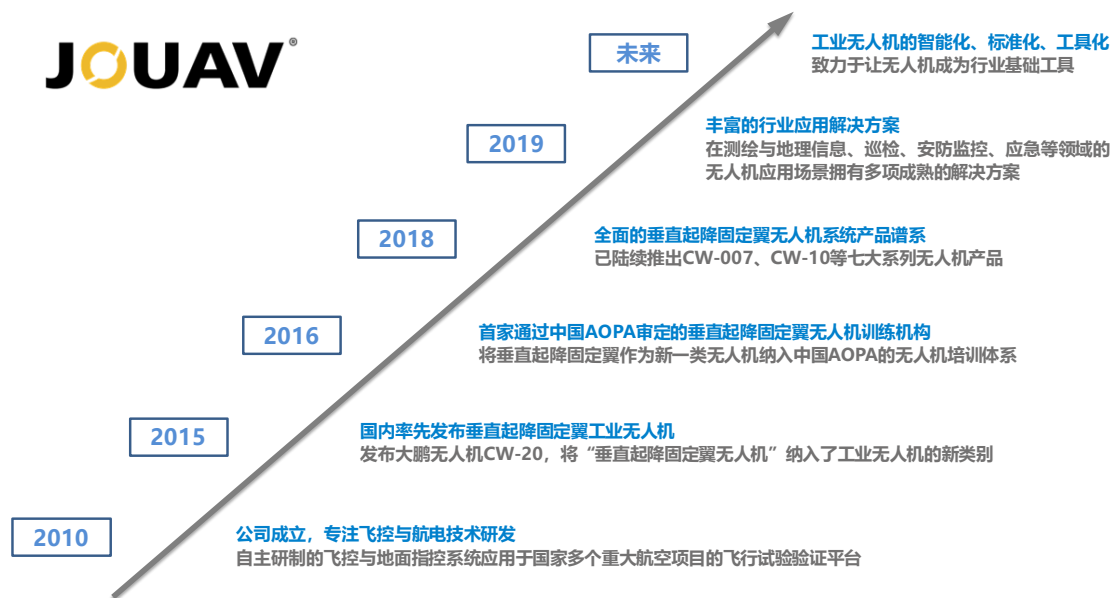 JOUAV®
未来
工业无人机的智能化、标准化、工具化
致力于让无人机成为行业基础工具
2019
丰富的行业应用解决方案
在测绘与地理信息、巡检、安防监控、应急等领域的
无人机应用场景拥有多项成熟的解决方案
2018
全面的垂直起降固定翼无人机系统产品谱系
已陆续推出CW-007、CW-10等七大系列无人机产品
2016
首家通过中国AOPA审定的垂直起降固定翼无人机训练机构
将垂直起降固定翼作为新一类无人机纳入中国AOPA的无人机培训体系
2015
国内率先发布垂直起降固定翼工业无人机
发布大鹏无人机CW-20，将“垂直起降固定翼无人机”纳入了工业无人机的新类别
2010
公司成立，专注飞控与航电技术研发
自主研制的飞控与地面指控系统应用于国家多个重大航空项目的飞行试验验证平台